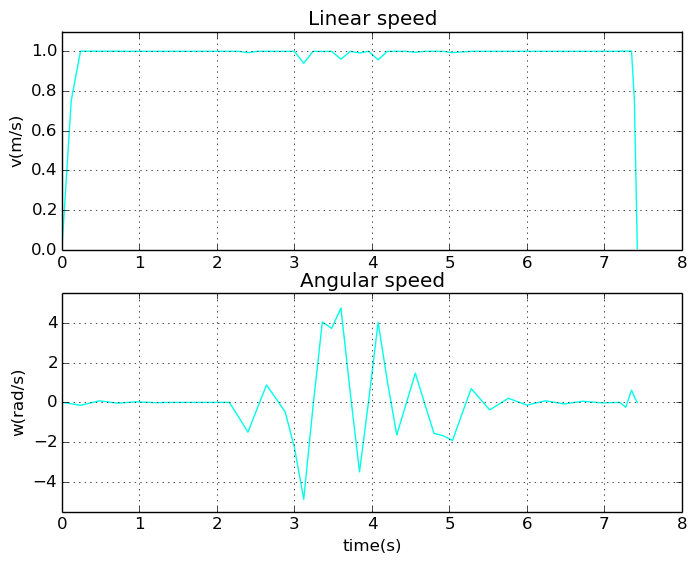 Linear speed
1.0
0.8
0.6
0.4
0.2
0.0
v(m/s)
0 1 2 3 4 5 6 7 8
Angular speed
4
2
0
−2
−4
w(rad/s)
0 1 2 3 4 5 6 7 8
time(s)